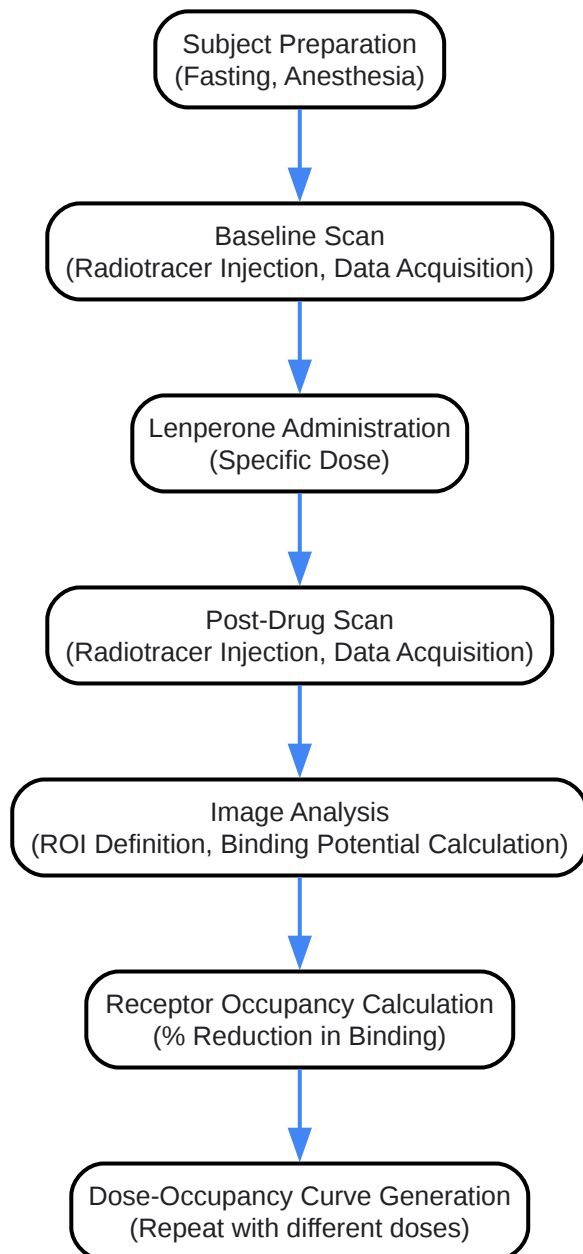 Subject Preparation
(Fasting, Anesthesia)
Baseline Scan
(Radiotracer Injection, Data Acquisition)
Lenperone Administration
(Specific Dose)
Post-Drug Scan
(Radiotracer Injection, Data Acquisition)
Image Analysis
(ROI Definition, Binding Potential Calculation)
Receptor Occupancy Calculation
(% Reduction in Binding)
Dose-Occupancy Curve Generation
(Repeat with different doses)